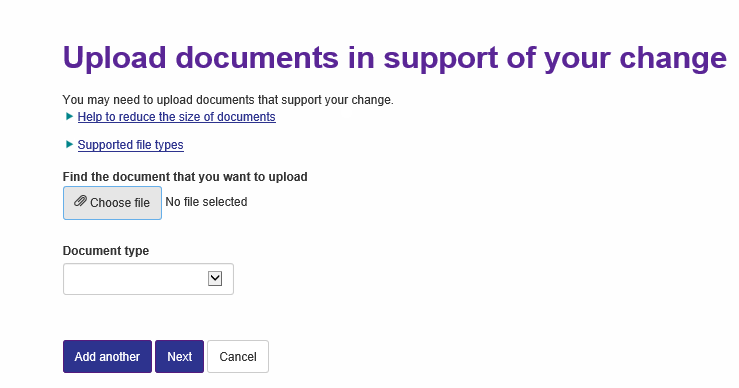 Upload documents in support of your change
You may need to upload documents that support your change.
Help to reduce the size of documents
Supported file types
Find the document that you want to upload
Choose file No file selected
Document type
Add another Next Cancel